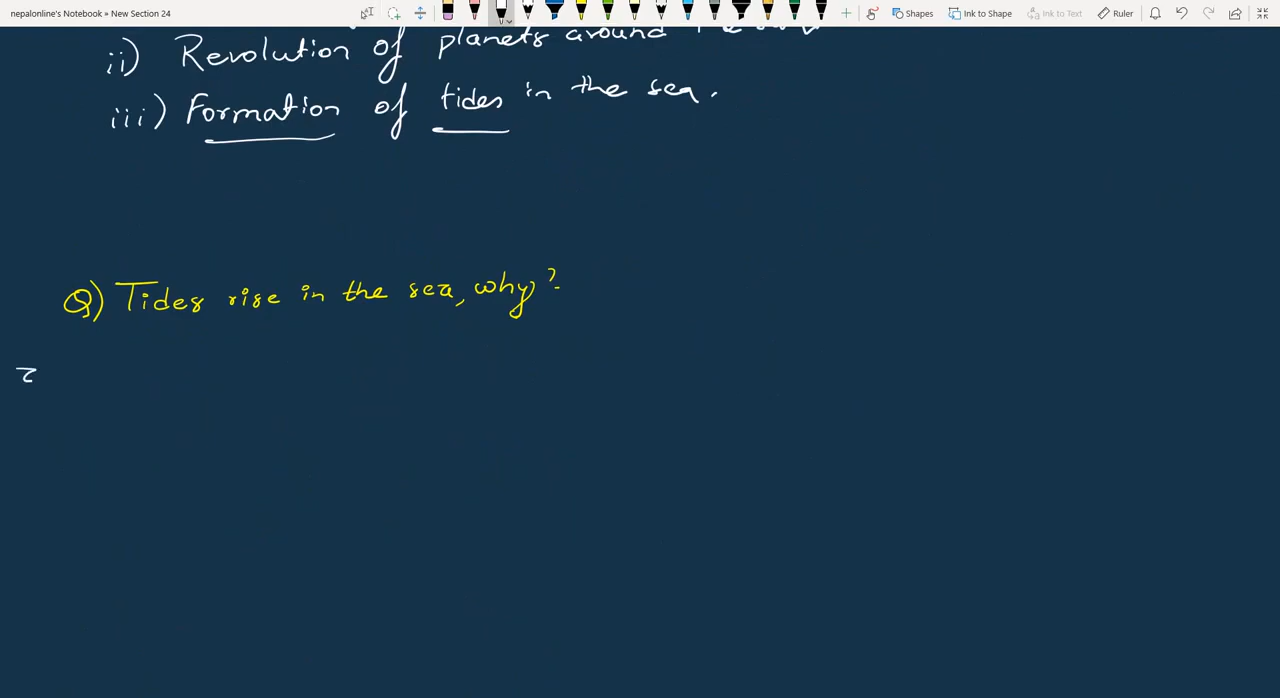 nepalonline's Notebook » New Section 24
Shapes Ink to Shape Ink to Text Ruler
ii) Revolution of planets around
iii) Formation of tides in the sea.
Q) Tides rise in the sea, why?